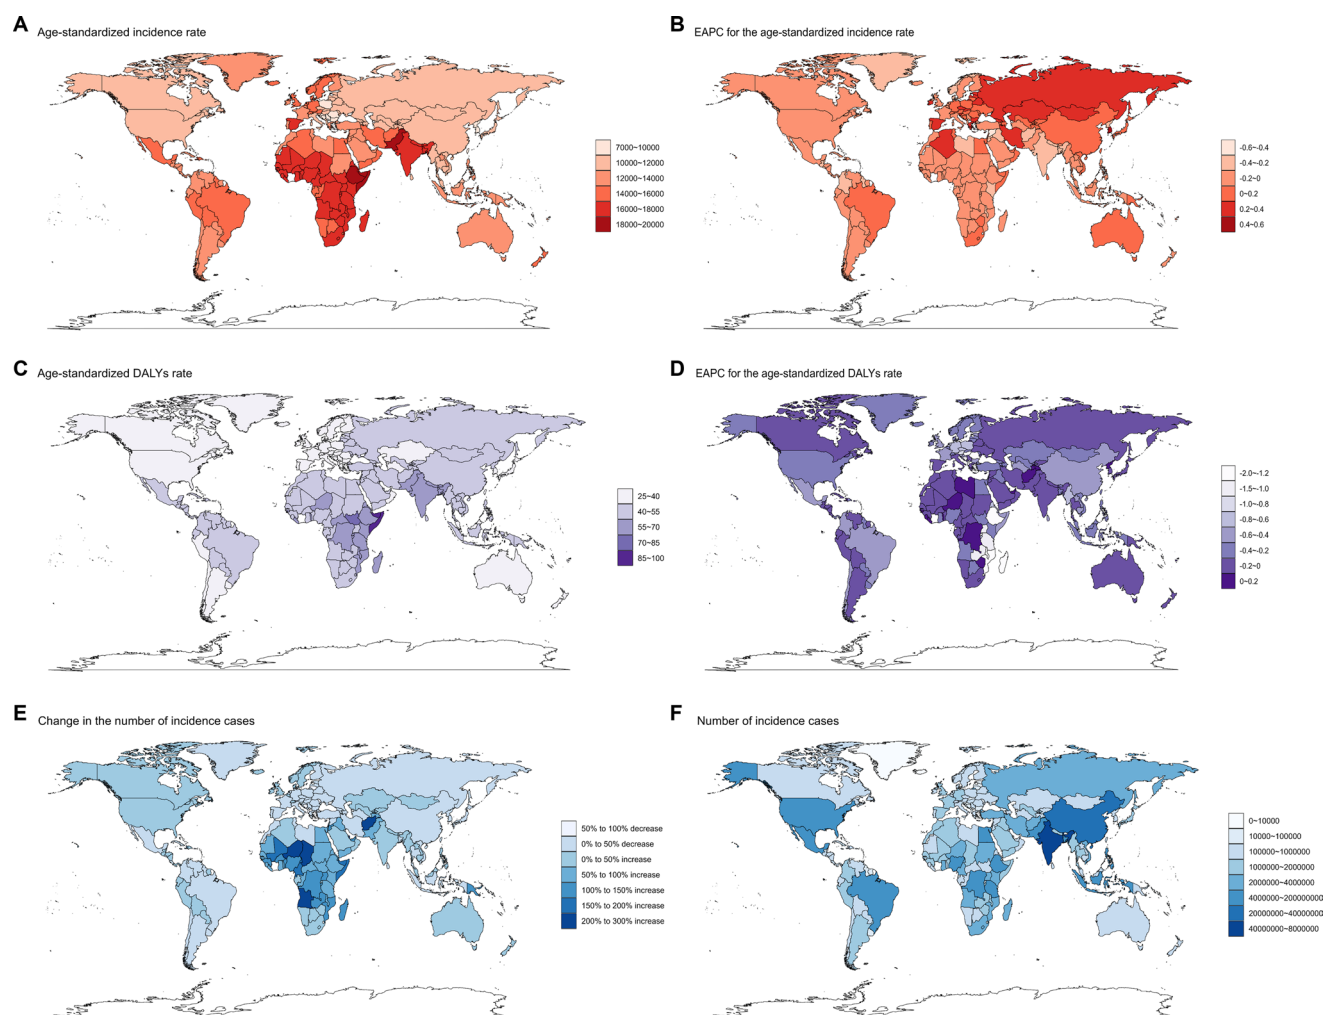 A Age-standardized incidence rate
7000~10000
10000~12000
12000~14000
14000~16000
16000~18000
18000~20000
B EAPC for the age-standardized incidence rate
-0.6~-0.4
-0.4~-0.2
-0.2~0
0~0.2
0.2~0.4
0.4~0.6
C Age-standardized DALYs rate
25~40
40~55
55~70
70~85
85~100
D EAPC for the age-standardized DALYs rate
-2.0~-1.2
-1.5~-1.0
-1.0~-0.8
-0.8~-0.6
-0.6~-0.4
-0.4~-0.2
-0.2~0
0~0.2
E Change in the number of incidence cases
50% to 100% decrease
0% to 50% decrease
0% to 50% increase
50% to 100% increase
100% to 150% increase
150% to 200% increase
200% to 300% increase
F Number of incidence cases
0~10000
10000~100000
100000~1000000
1000000~2000000
2000000~4000000
4000000~200000000
20000000~40000000
40000000~8000000